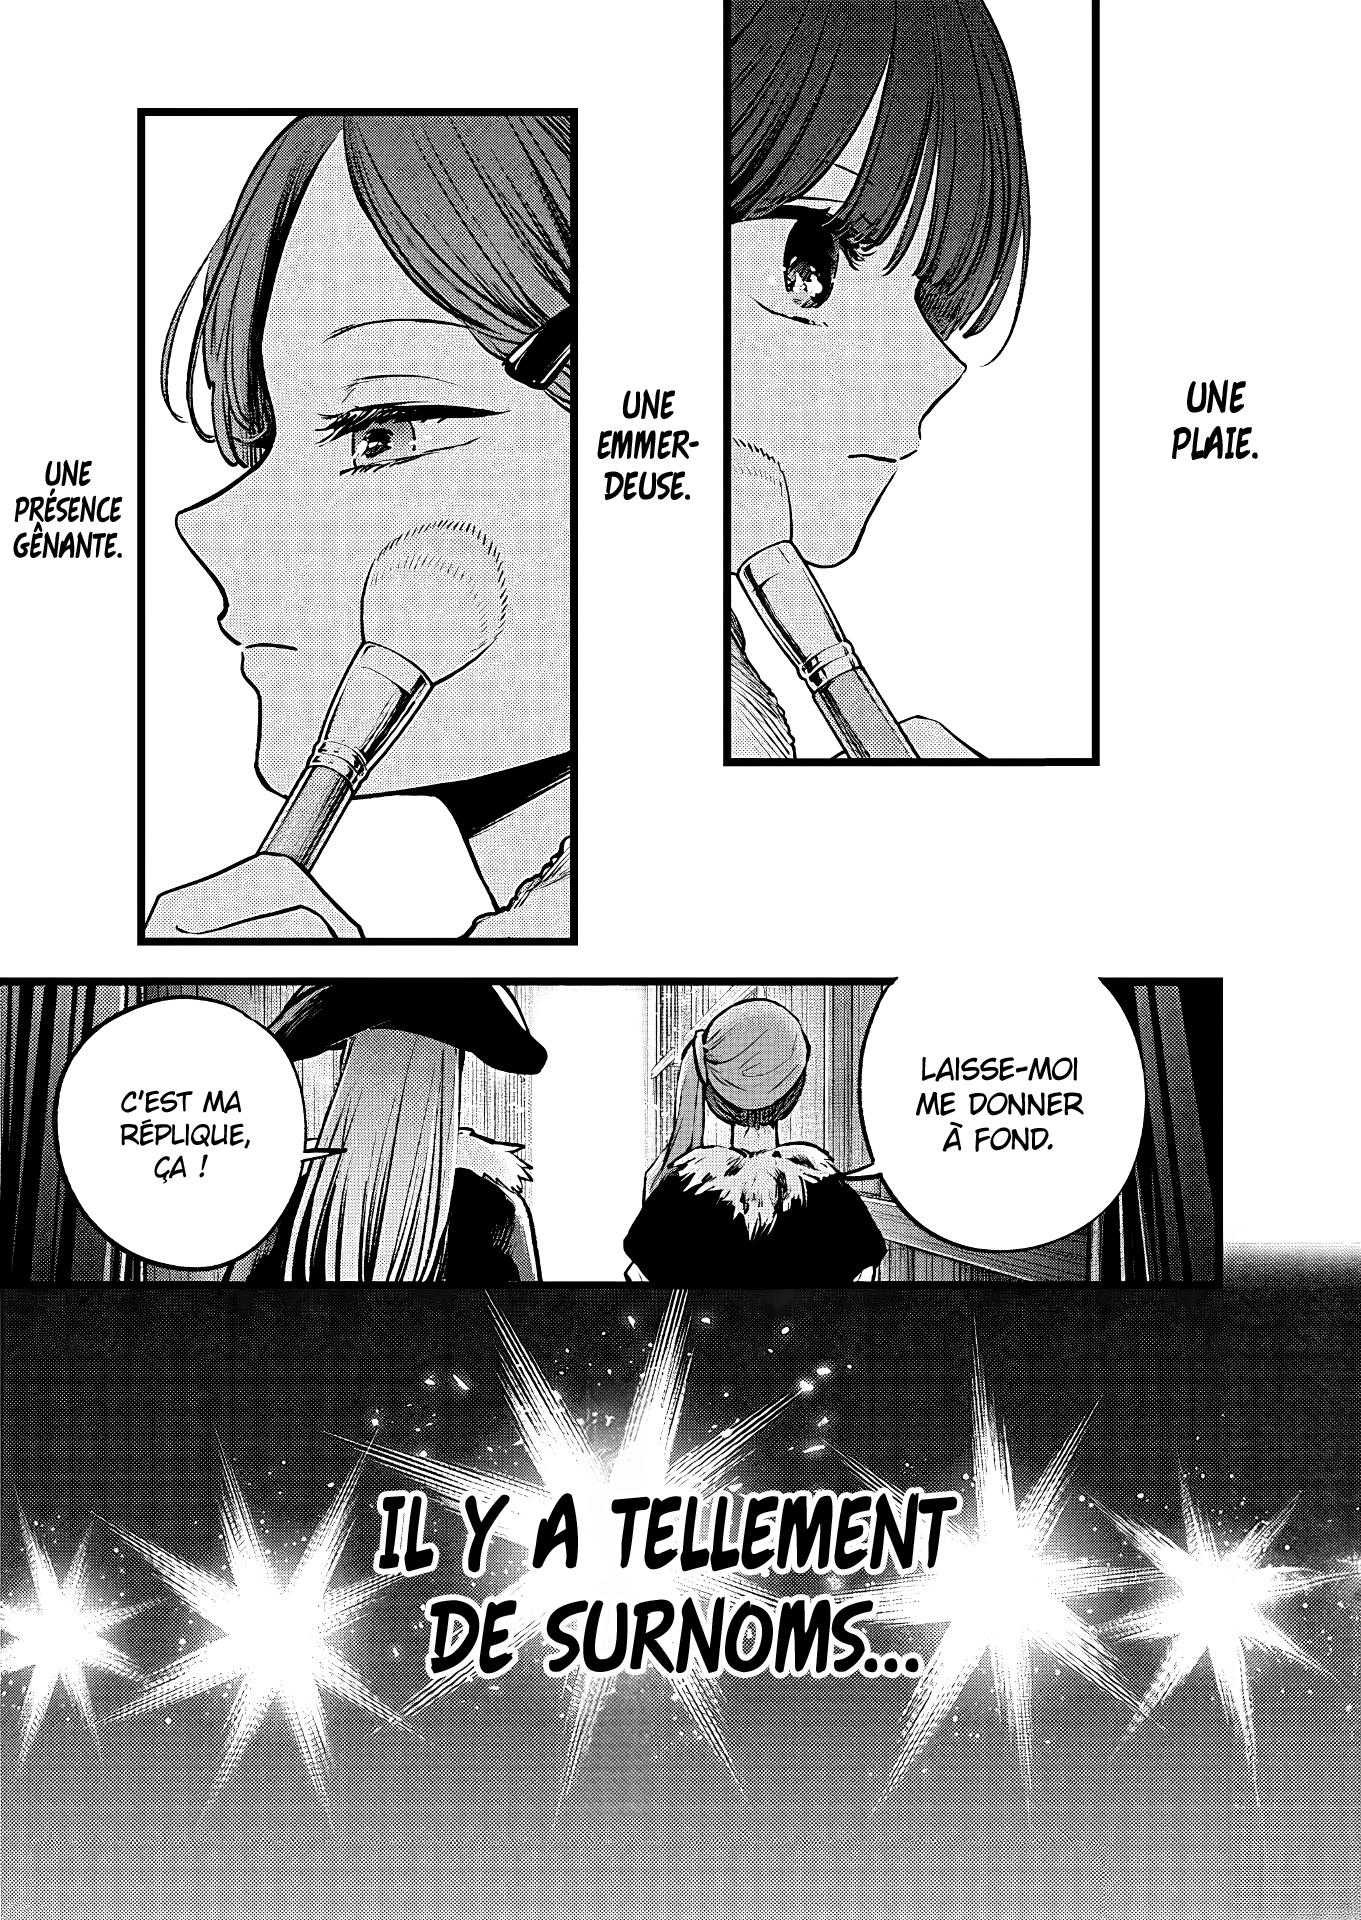 UNE
PLAIE.
UNE
EMMER-
DEUSE.
UNE
PRÉSENCE
GÊNANTE.
LAISSE-MOI
ME DONNER
À FOND.
C'EST MA
RÉPLIQUE,
ÇA !
IL Y A TELLEMENT
DE SURNOMS...